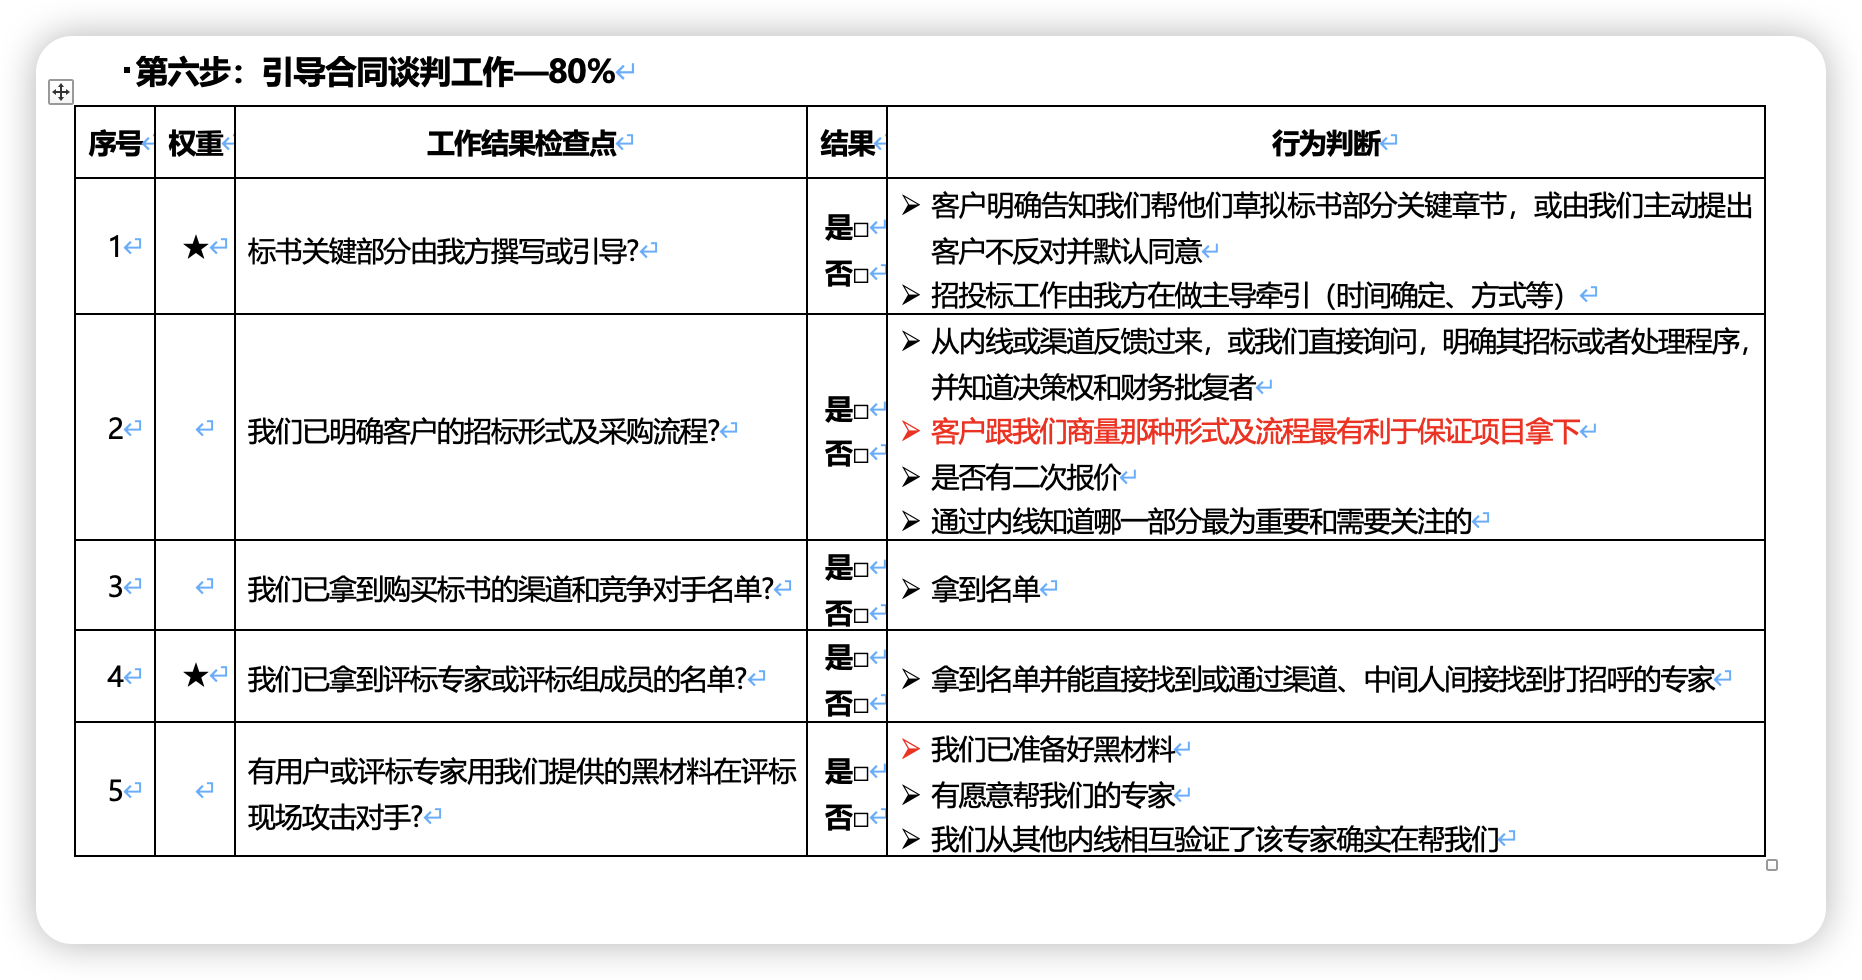 ▪第六步：引导合同谈判工作—80%↵
序号↵ 权重↵ 工作结果检查点↵ 结果↵ 行为判断↵
1↵ ★↵ 标书关键部分由我方撰写或引导?↵
是□↵
否□↵
➢ 客户明确告知我们帮他们草拟标书部分关键章节，或由我们主动提出
客户不反对并默认同意↵
➢ 招投标工作由我方在做主导牵引（时间确定、方式等）↵
2↵ ↵ 我们已明确客户的招标形式及采购流程?↵
是□↵
否□↵
➢ 从内线或渠道反馈过来，或我们直接询问，明确其招标或者处理程序，
并知道决策权和财务批复者↵
➢ 客户跟我们商量那种形式及流程最有利于保证项目拿下↵
➢ 是否有二次报价↵
➢ 通过内线知道哪一部分最为重要和需要关注的↵
3↵ ↵ 我们已拿到购买标书的渠道和竞争对手名单?↵
是□↵
否□↵
➢ 拿到名单↵
4↵ ★↵ 我们已拿到评标专家或评标组成员的名单?↵
是□↵
否□↵
➢ 拿到名单并能直接找到或通过渠道、中间人间接找到打招呼的专家↵
5↵ ↵ 有用户或评标专家用我们提供的黑材料在评标
现场攻击对手?↵
是□↵
否□↵
➢ 我们已准备好黑材料↵
➢ 有愿意帮我们的专家↵
➢ 我们从其他内线相互验证了该专家确实在帮我们↵